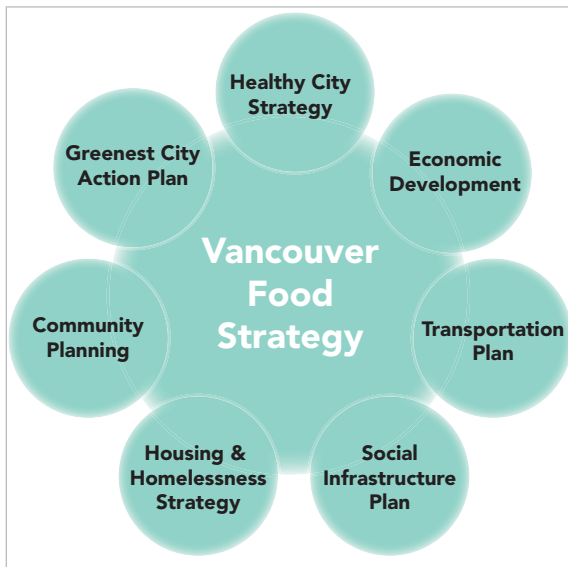 Healthy City
Strategy
Greenest City
Action Plan
Economic
Development
Vancouver
Food
Strategy
Community
Planning
Transportation
Plan
Housing &
Homelessness
Strategy
Social
Infrastructure
Plan